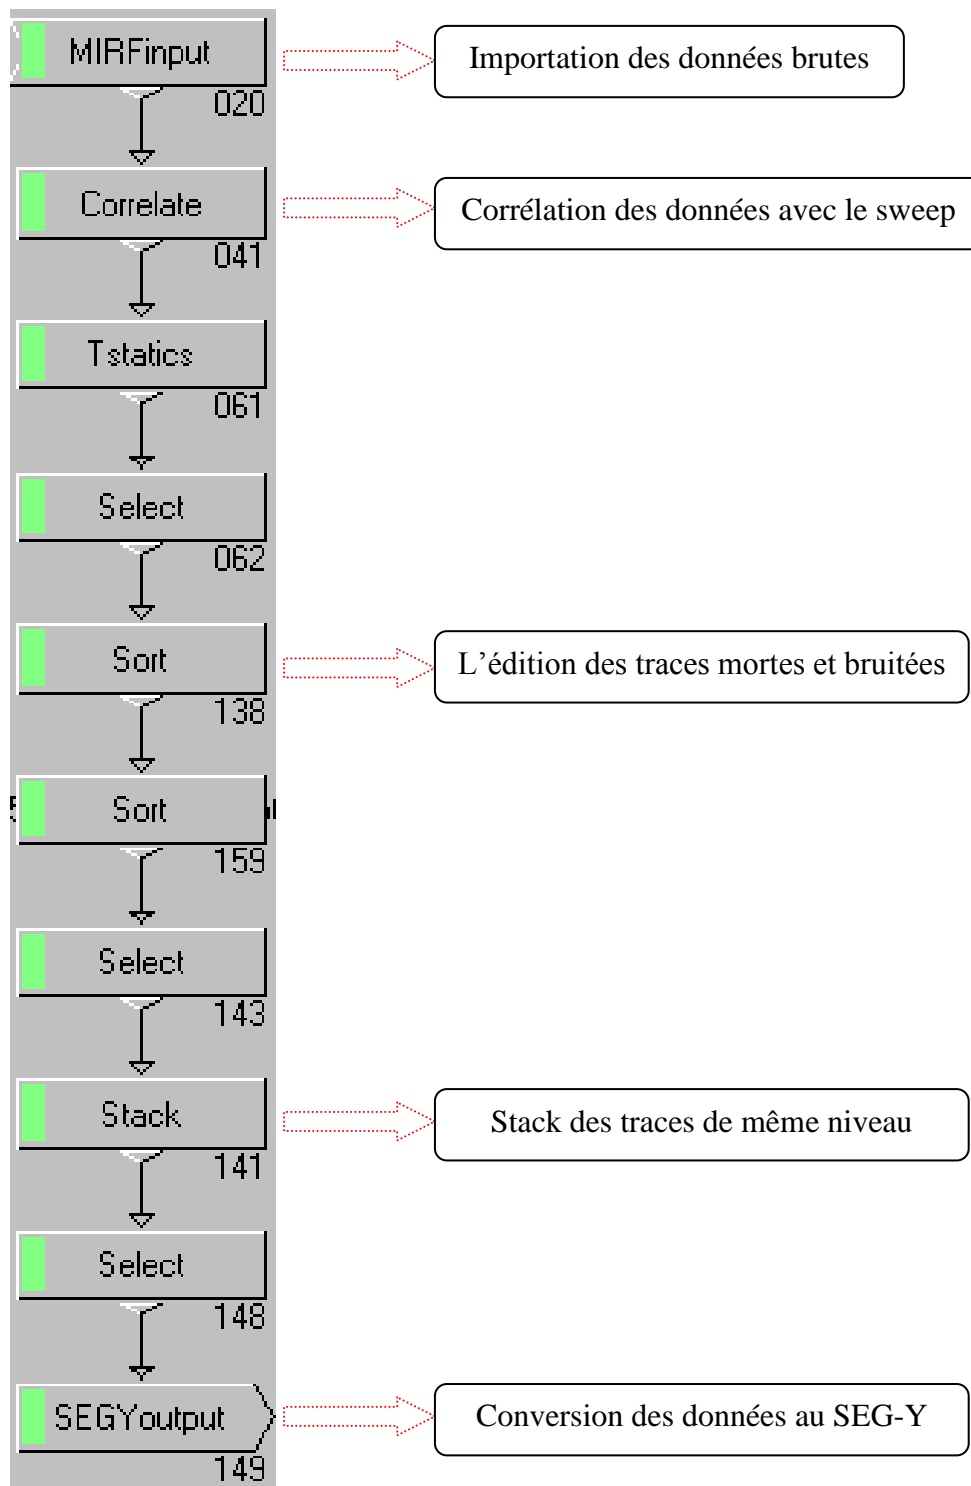 MIRFinput
Importation des données brutes
020
Correlate
Corrélation des données avec le sweep
041
Tstatics
061
Select
062
Sort
L’édition des traces mortes et bruitées
138
Sort
159
Select
143
Stack
Stack des traces de même niveau
141
Select
148
SEGYoutput
Conversion des données au SEG-Y
149